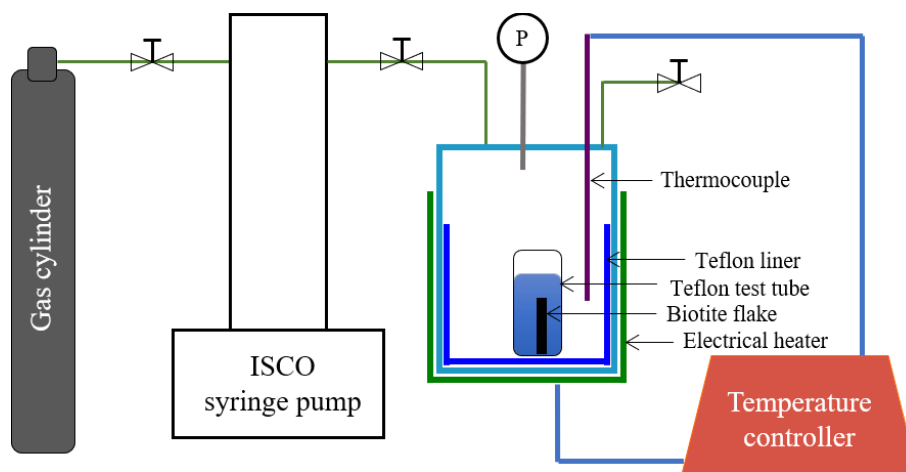 Gas cylinder
ISCO
syringe pump
P
Thermocouple
Teflon liner
Teflon test tube
Biotite flake
Electrical heater
Temperature
controller